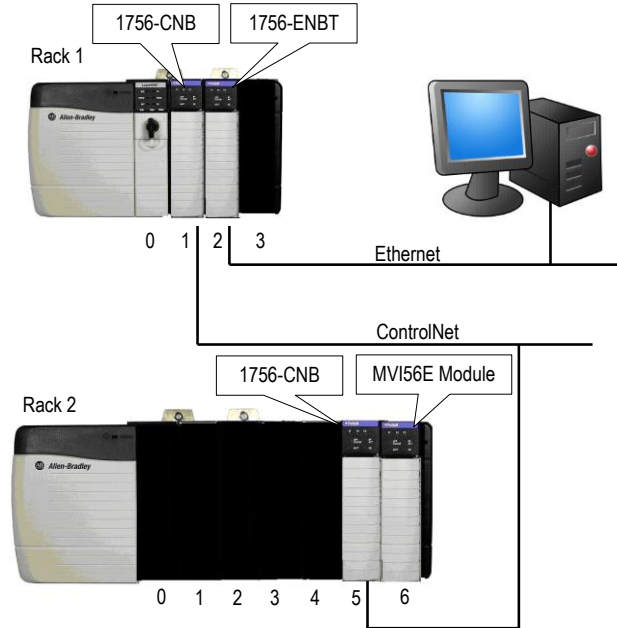 1756-CNB
1756-ENBT
Rack 1
Allen-Bradley
0 1 2 3
Ethernet
ControlNet
1756-CNB
MVI56E Module
Rack 2
Allen-Bradley
0 1 2 3 4 5 6